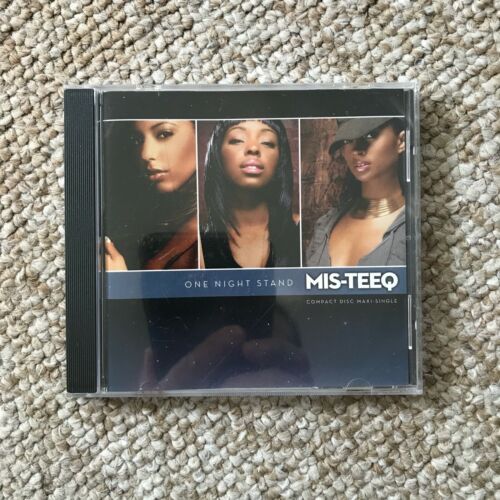 ONE NIGHT STAND MIS-TEEQ
COMPACT DISC MAXI-SINGLE